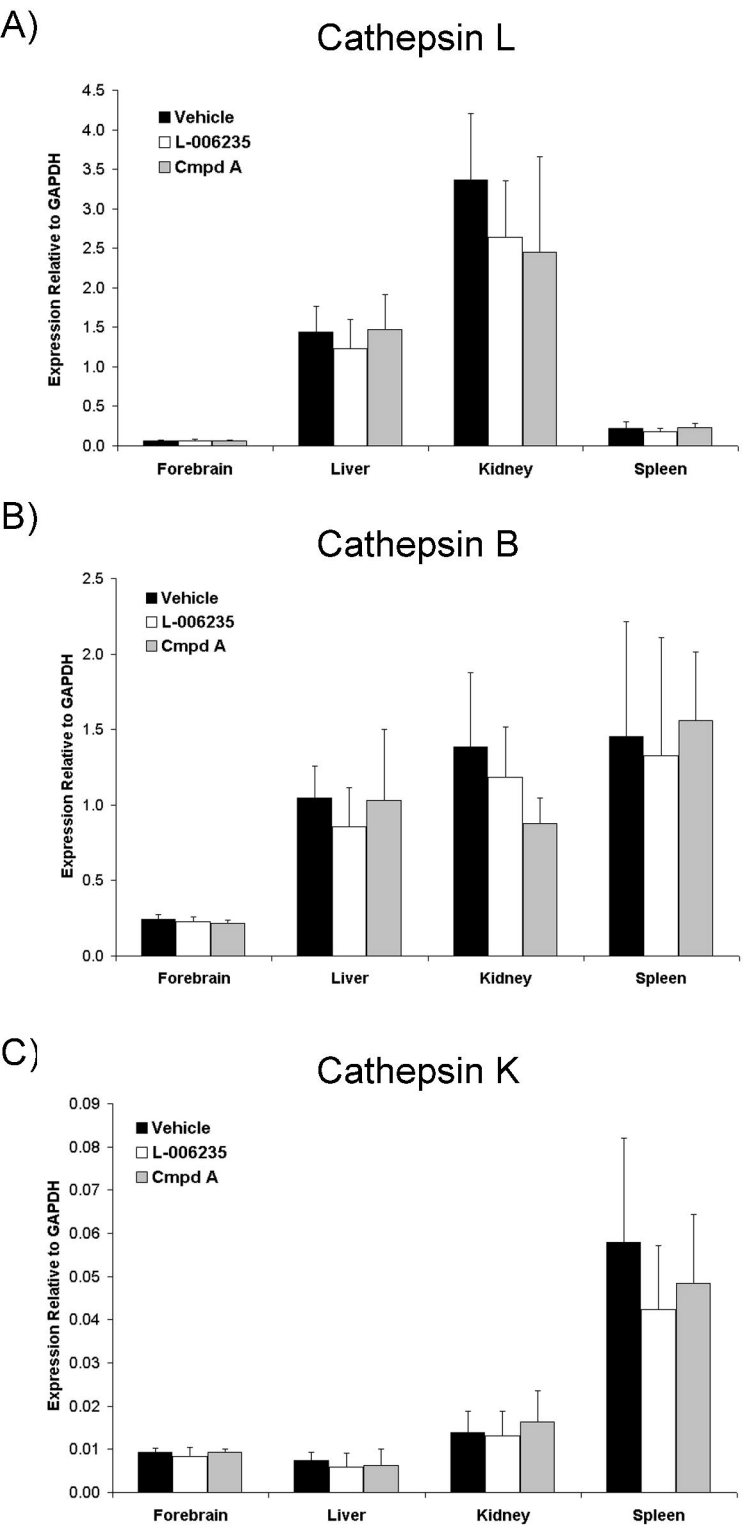 A)
Cathepsin L
4.5
4.0
3.5
3.0
2.5
2.0
1.5
1.0
0.5
0.0
Expression Relative to GAPDH
Vehicle
L-006235
Cmpd A
Forebrain Liver Kidney Spleen
B)
Cathepsin B
2.5
2.0
1.5
1.0
0.5
0.0
Expression Relative to GAPDH
Vehicle
L-006235
Cmpd A
Forebrain Liver Kidney Spleen
C)
Cathepsin K
0.09
0.08
0.07
0.06
0.05
0.04
0.03
0.02
0.01
0.00
Expression Relative to GAPDH
Vehicle
L-006235
Cmpd A
Forebrain Liver Kidney Spleen